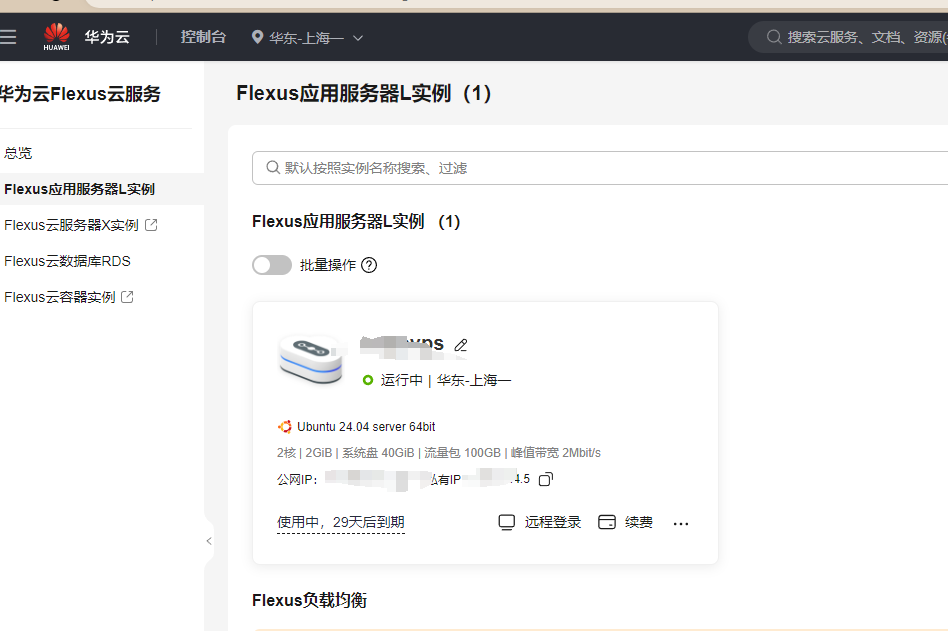 HUAWEI 华为云 控制台 华东-上海一 搜索云服务、文档、资源
华为云Flexus云服务
总览
Flexus应用服务器L实例
Flexus云服务器X实例
Flexus云数据库RDS
Flexus云容器实例
Flexus应用服务器L实例（1）
默认按照实例名称搜索、过滤
Flexus应用服务器L实例 （1）
批量操作
运行中 | 华东-上海一
Ubuntu 24.04 server 64bit
2核 | 2GiB | 系统盘 40GiB | 流量包 100GB | 峰值带宽 2Mbit/s
公网IP： 私有IP 4.5
使用中，29天后到期 远程登录 续费 ...
Flexus负载均衡